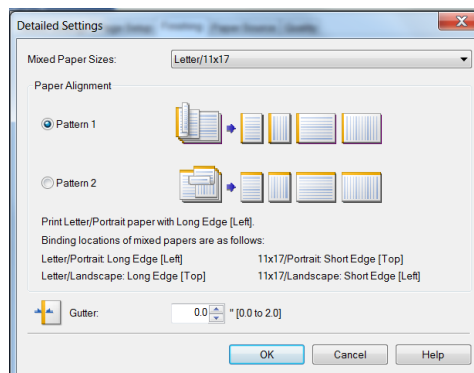 Detailed Settings
Mixed Paper Sizes: Letter/11x17
Paper Alignment
Pattern 1
Pattern 2
Print Letter/Portrait paper with Long Edge [Left].
Binding locations of mixed papers are as follows:
Letter/Portrait: Long Edge [Left] 11x17/Portrait: Short Edge [Top]
Letter/Landscape: Long Edge [Top] 11x17/Landscape: Short Edge [Left]
Gutter: 0.0 " [0.0 to 2.0]
OK Cancel Help